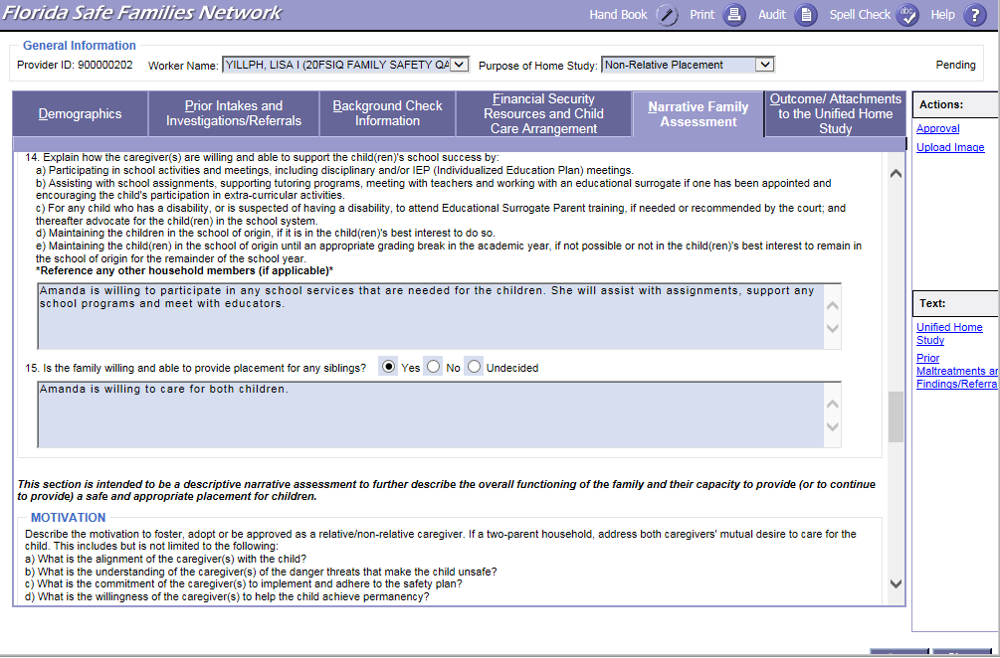 Florida Safe Families Network
Hand Book Print Audit Spell Check abc Help ?
General Information
Provider ID: 900000202 Worker Name: YILLPH, LISA I (20FSIQ FAMILY SAFETY QA Purpose of Home Study: Non-Relative Placement Pending
Demographics
Prior Intakes and Investigations/Referrals
Background Check Information
Financial Security Resources and Child Care Arrangement
Narrative Family Assessment
Outcome/ Attachments to the Unified Home Study
Actions:
Approval
Upload Image
14. Explain how the caregiver(s) are willing and able to support the child(ren)'s school success by:
a) Participating in school activities and meetings, including disciplinary and/or IEP (Individualized Education Plan) meetings.
b) Assisting with school assignments, supporting tutoring programs, meeting with teachers and working with an educational surrogate if one has been appointed and
encouraging the child's participation in extra-curricular activities.
c) For any child who has a disability, or is suspected of having a disability, to attend Educational Surrogate Parent training, if needed or recommended by the court; and
thereafter advocate for the child(ren) in the school system.
d) Maintaining the children in the school of origin, if it is in the child(ren)'s best interest to do so.
e) Maintaining the child(ren) in the school of origin until an appropriate grading break in the academic year, if not possible or not in the child(ren)'s best interest to remain in
the school of origin for the remainder of the school year.
*Reference any other household members (if applicable)*
Amanda is willing to participate in any school services that are needed for the children. She will assist with assignments, support any
school programs and meet with educators.
15. Is the family willing and able to provide placement for any siblings? Yes No Undecided
Amanda is willing to care for both children.
Text:
Unified Home
Study
Prior
Maltreatments an
Findings/Referra
This section is intended to be a descriptive narrative assessment to further describe the overall functioning of the family and their capacity to provide (or to continue
to provide) a safe and appropriate placement for children.
MOTIVATION
Describe the motivation to foster, adopt or be approved as a relative/non-relative caregiver. If a two-parent household, address both caregivers' mutual desire to care for the
child. This includes but is not limited to the following:
a) What is the alignment of the caregiver(s) with the child?
b) What is the understanding of the caregiver(s) of the danger threats that make the child unsafe?
c) What is the commitment of the caregiver(s) to implement and adhere to the safety plan?
d) What is the willingness of the caregiver(s) to help the child achieve permanency?